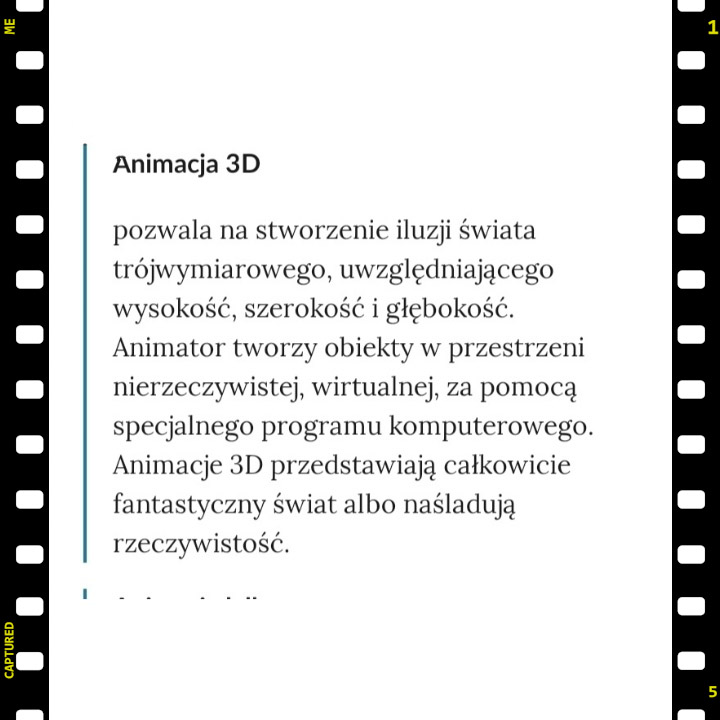 ME
1
Animacja 3D
pozwala na stworzenie iluzji świata
trójwymiarowego, uwzględniającego
wysokość, szerokość i głębokość.
Animator tworzy obiekty w przestrzeni
nierzeczywistej, wirtualnej, za pomocą
specjalnego programu komputerowego.
Animacje 3D przedstawiają całkowicie
fantastyczny świat albo naśladują
rzeczywistość.
CAPTURED
5